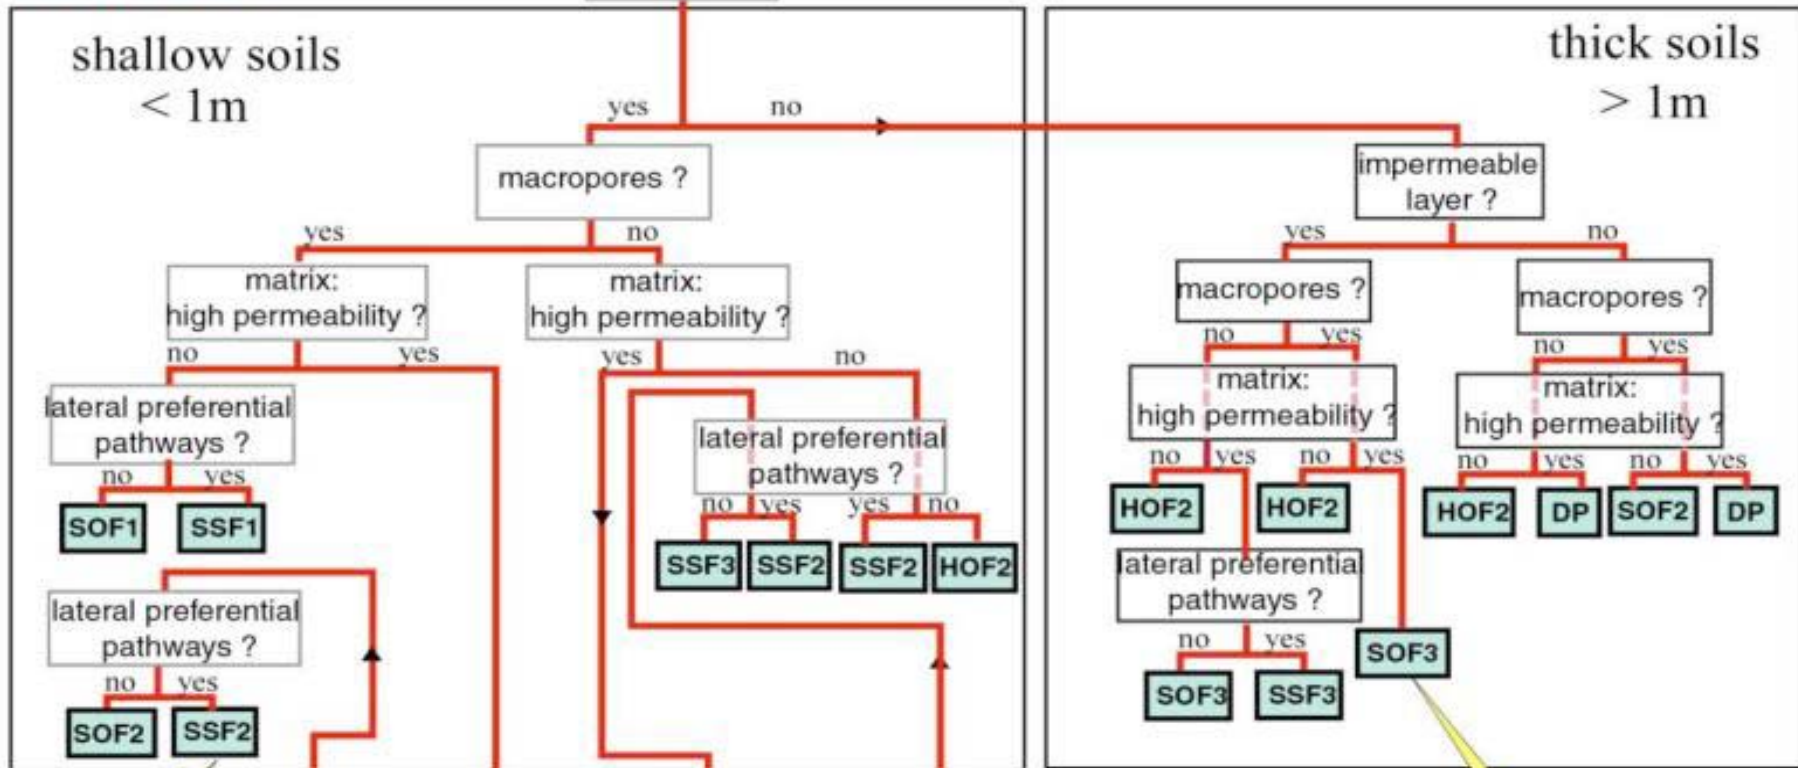 shallow soils
< 1m
thick soils
> 1m
yes
no
macropores ?
impermeable
layer ?
yes
no
yes
no
matrix:
high permeability ?
matrix:
high permeability ?
macropores ?
macropores ?
no
yes
yes
no
no
yes
no
yes
lateral preferential
pathways ?
matrix:
high permeability ?
matrix:
high permeability ?
lateral preferential
pathways ?
no
yes
no
yes
no
yes
no
yes
no
yes
yes
no
SOF1
SSF1
HOF2
HOF2
HOF2
DP
SOF2
DP
SSF3
SSF2
SSF2
HOF2
lateral preferential
pathways ?
lateral preferential
pathways ?
no
yes
SOF3
no
yes
SOF3
SSF3
SOF2
SSF2